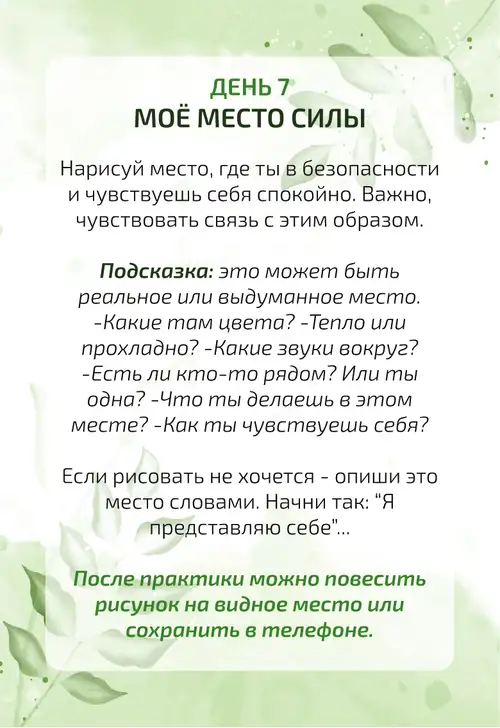 ДЕНЬ 7
МОЁ МЕСТО СИЛЫ
Нарисуй место, где ты в безопасности
и чувствуешь себя спокойно. Важно,
чувствовать связь с этим образом.
Подсказка: это может быть
реальное или выдуманное место.
-Какие там цвета? -Тепло или
прохладно? -Какие звуки вокруг?
-Есть ли кто-то рядом? Или ты
одна? -Что ты делаешь в этом
месте? -Как ты чувствуешь себя?
Если рисовать не хочется - опиши это
место словами. Начни так: “Я
представляю себе”...
После практики можно повесить
рисунок на видное место или
сохранить в телефоне.